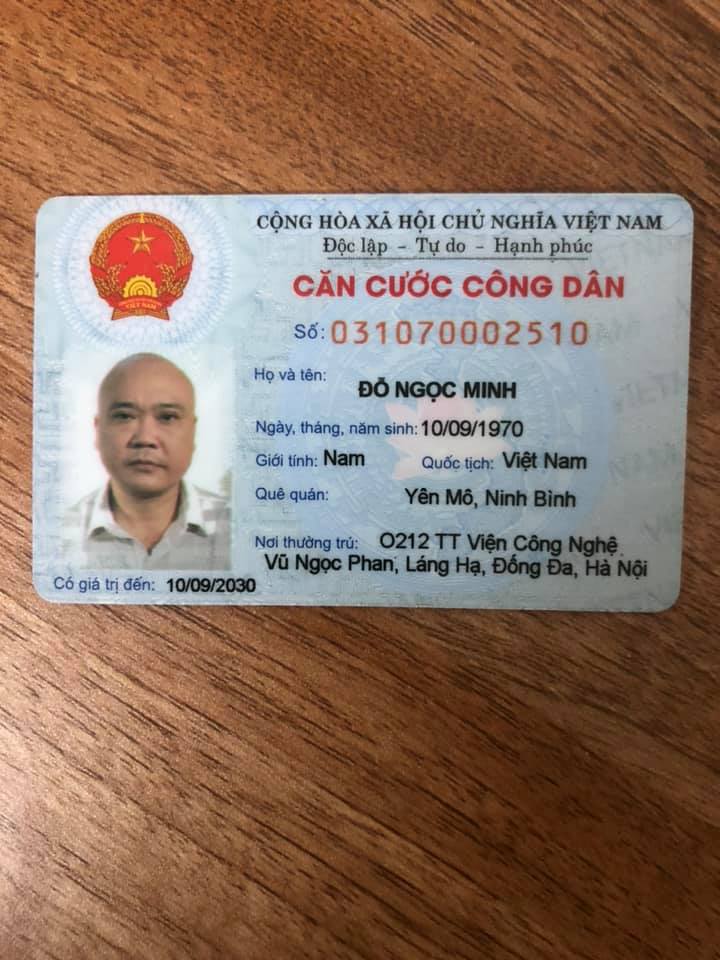 CỘNG HÒA XÃ HỘI CHỦ NGHĨA VIỆT NAM
Độc lập - Tự do - Hạnh phúc
CĂN CƯỚC CÔNG DÂN
Số: 031070002510
Họ và tên:
ĐỖ NGỌC MINH
Ngày, tháng, năm sinh: 10/09/1970
Giới tính: Nam Quốc tịch: Việt Nam
Quê quán: Yên Mô, Ninh Bình
Nơi thường trú: O212 TT Viện Công Nghệ
Vũ Ngọc Phan, Láng Hạ, Đống Đa, Hà Nội
Có giá trị đến: 10/09/2030